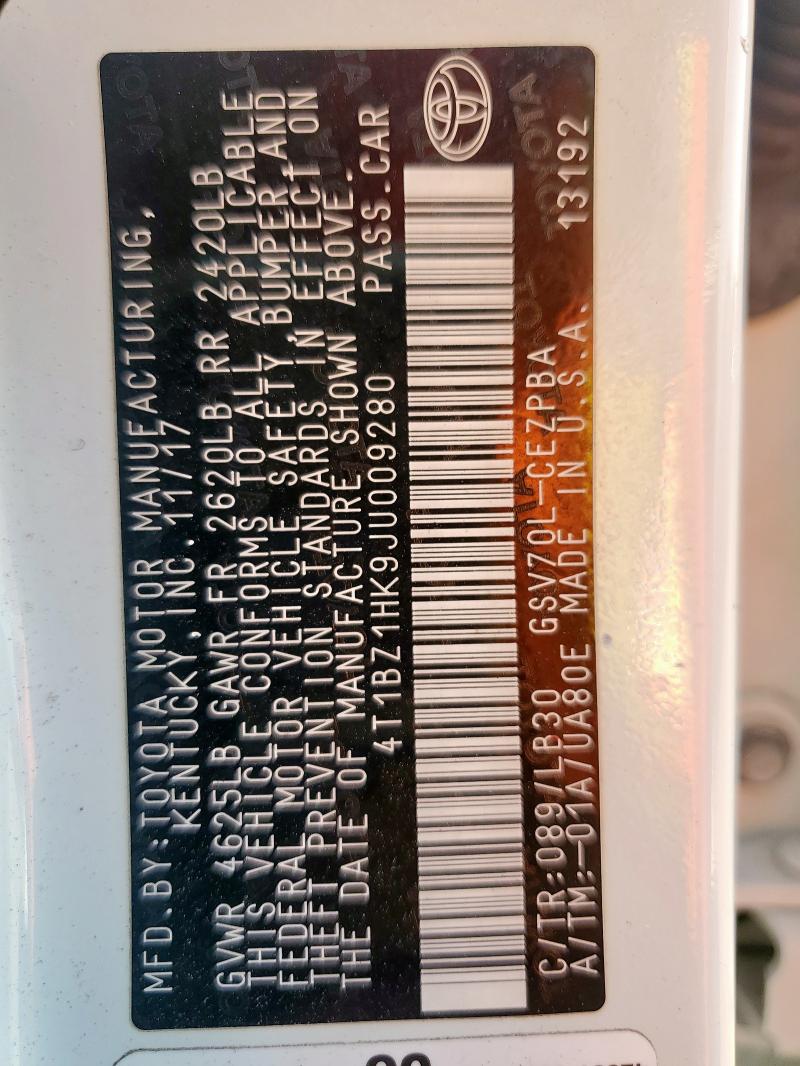 MFD.BY:TOYOTA MOTOR MANUFACTURING,
KENTUCKY,INC.11/17
GVWR 4625LB GAWR FR 2620LB RR 2420LB
THIS VEHICLE CONFORMS TO ALL APPLICABLE
FEDERAL MOTOR VEHICLE SAFETY,BUMPER,AND
THEFT PREVENTION STANDARDS IN EFFECT ON
THE DATE OF MANUFACTURE SHOWN ABOVE.
4T1BZ1HK9JU009280 PASS.CAR
C/TR:089/LB30 GSV70L-CEZPBA 13192
A/TM:-01A/UA80E MADE IN U.S.A.